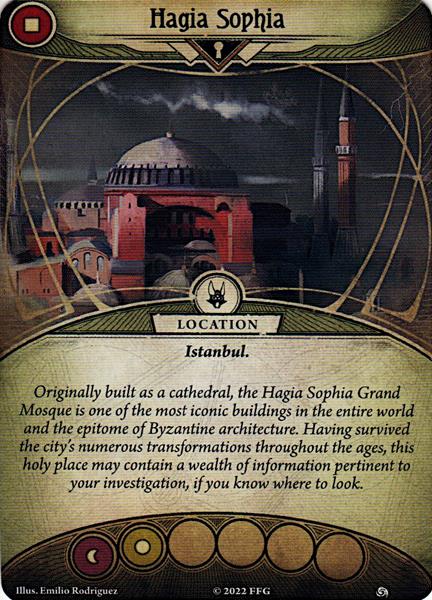 Hagia Sophia
LOCATION
Istanbul.
Originally built as a cathedral, the Hagia Sophia Grand
Mosque is one of the most iconic buildings in the entire world
and the epitome of Byzantine architecture. Having survived
the city's numerous transformations throughout the ages, this
holy place may contain a wealth of information pertinent to
your investigation, if you know where to look.
Illus. Emilio Rodriguez
© 2022 FFG